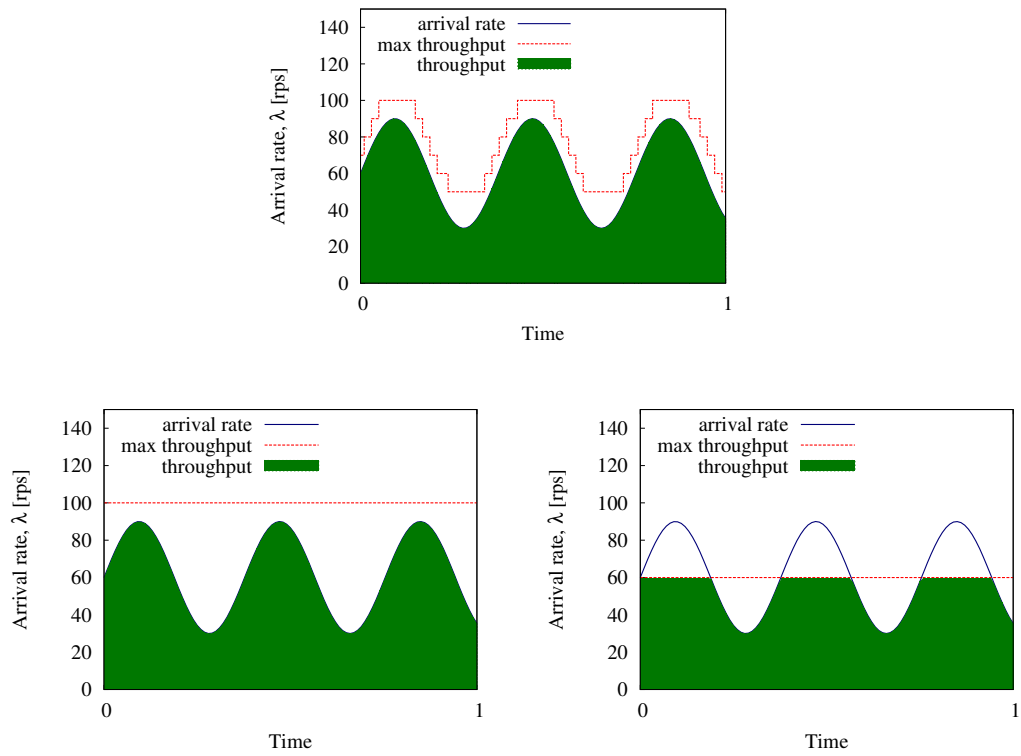 140
120
100
80
60
40
20
0
Arrival rate, λ [rps]
arrival rate
max throughput
throughput
0
1
Time
140
120
100
80
60
40
20
0
Arrival rate, λ [rps]
arrival rate
max throughput
throughput
0
1
Time
140
120
100
80
60
40
20
0
Arrival rate, λ [rps]
arrival rate
max throughput
throughput
0
1
Time